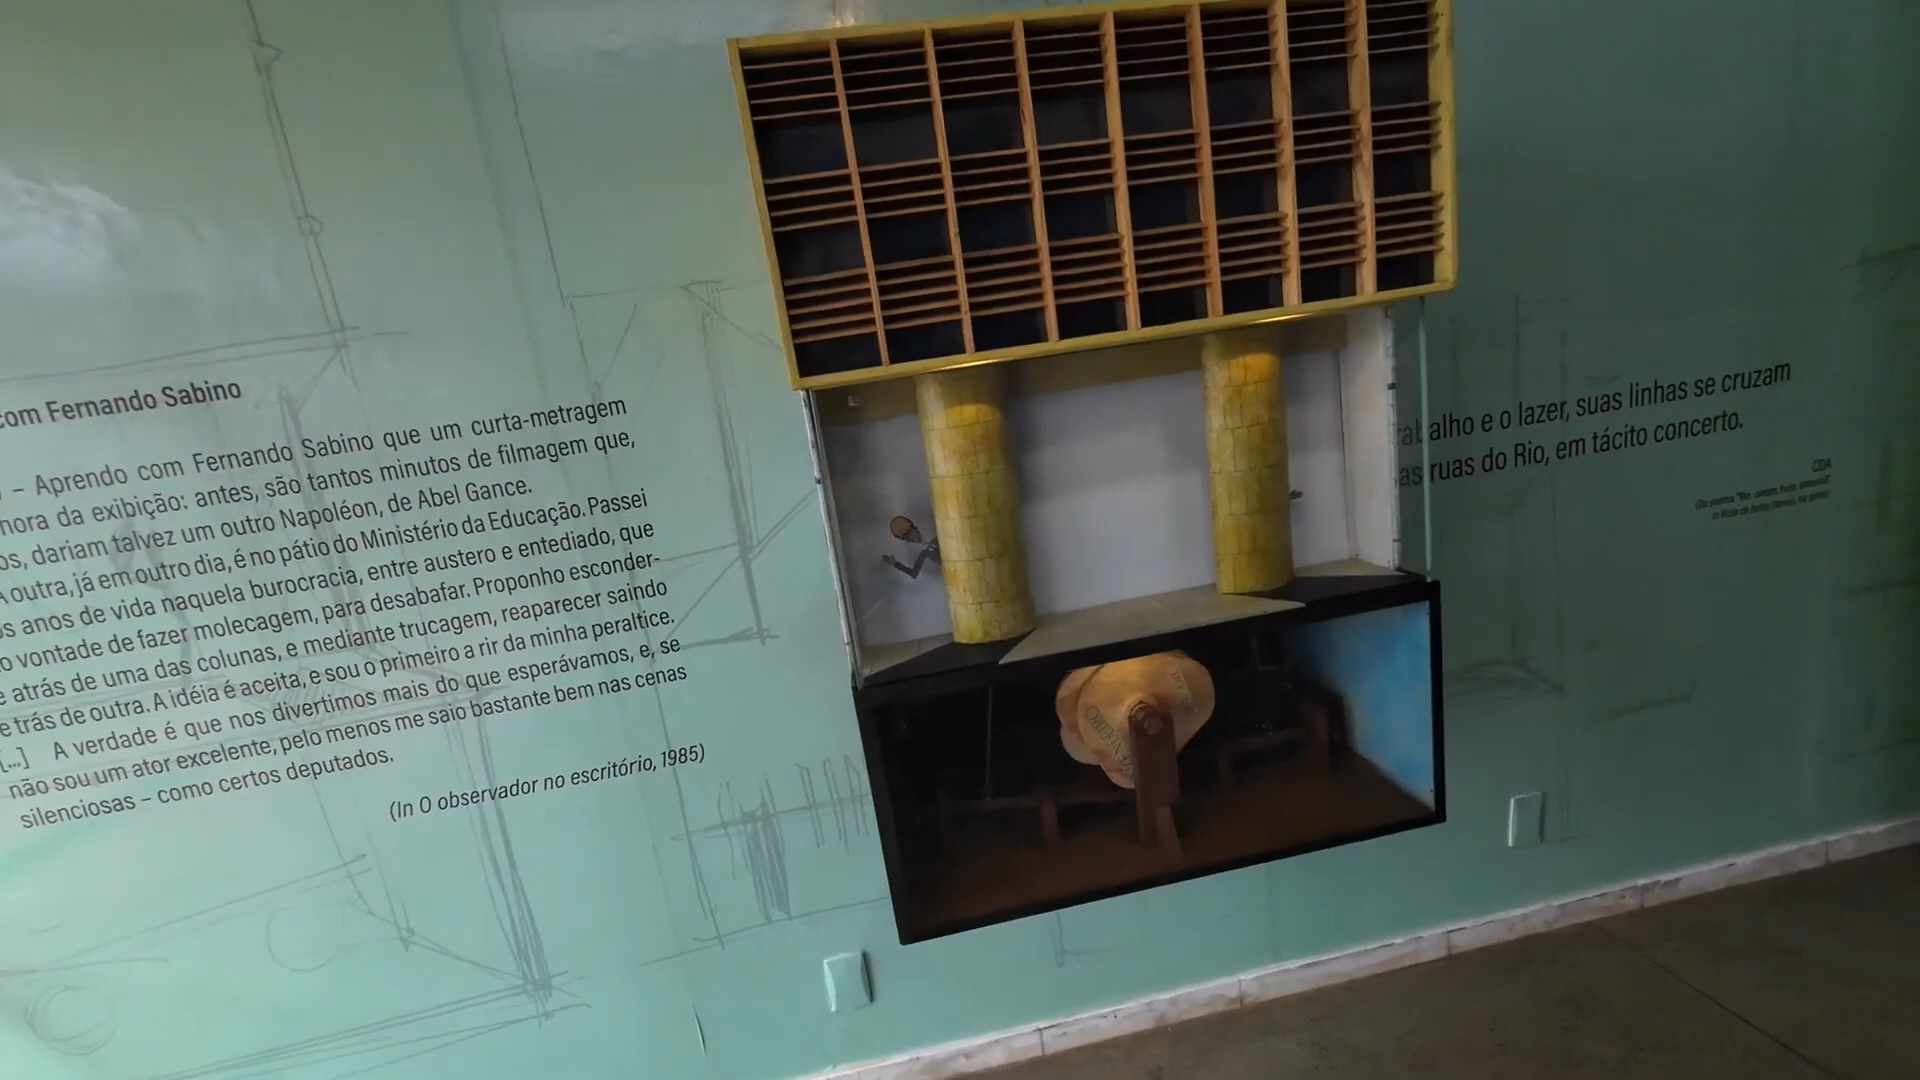 com Fernando Sabino
– Aprendo com Fernando Sabino que um curta-metragem
hora da exibição: antes, são tantos minutos de filmagem que,
os, dariam talvez um outro Napoléon, de Abel Gance.
A outra, já em outro dia, é no pátio do Ministério da Educação. Passei
os anos de vida naquela burocracia, entre austero e entediado, que
o vontade de fazer molecagem, para desabafar. Proponho esconder-
e atrás de uma das colunas, e mediante trucagem, reaparecer saindo
e trás de outra. A idéia é aceita, e sou o primeiro a rir da minha peraltice.
[...] A verdade é que nos divertimos mais do que esperávamos, e, se
não sou um ator excelente, pelo menos me saio bastante bem nas cenas
silenciosas – como certos deputados.
(In O observador no escritório, 1985)
rabalho e o lazer, suas linhas se cruzam
as ruas do Rio, em tácito concerto.
CDA